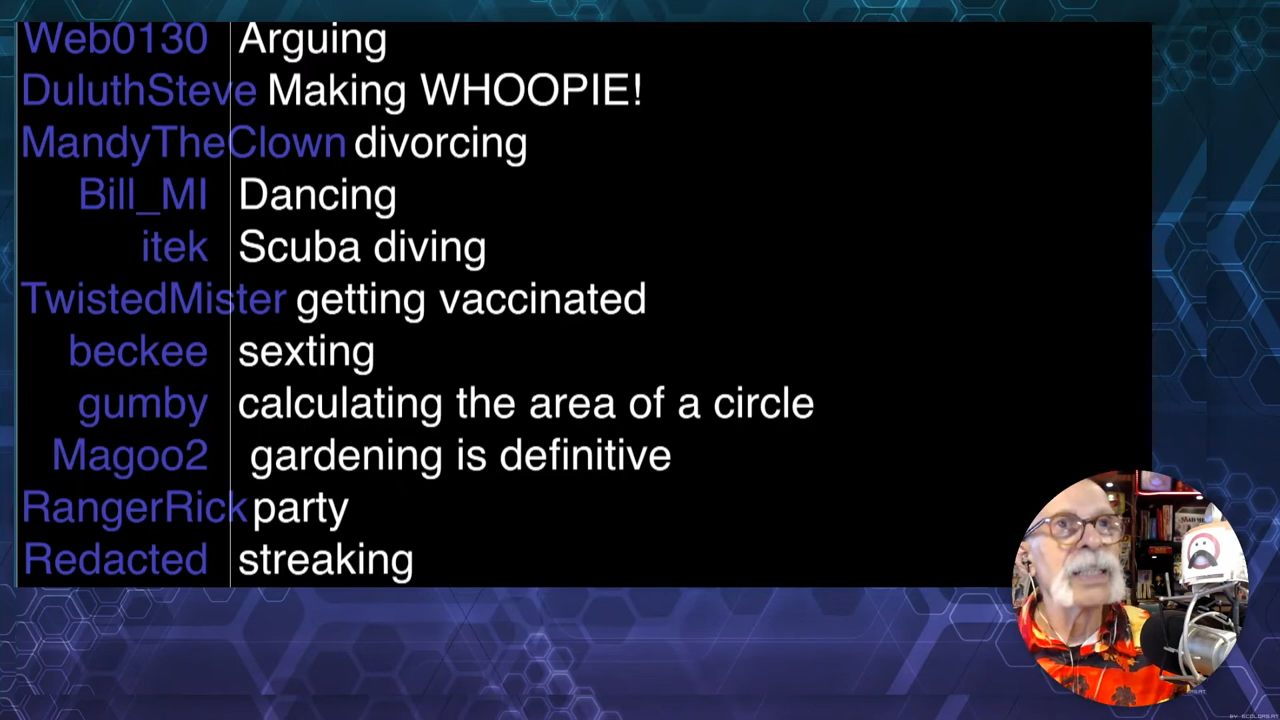 Web0130 Arguing
DuluthSteve Making WHOOPIE!
MandyTheClown divorcing
Bill_MI Dancing
itek Scuba diving
TwistedMister getting vaccinated
beckee sexting
gumby calculating the area of a circle
Magoo2 gardening is definitive
RangerRick party
Redacted streaking